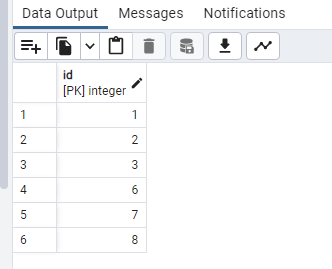 Data Output Messages Notifications
id
[PK] integer
1 1
2 2
3 3
4 6
5 7
6 8